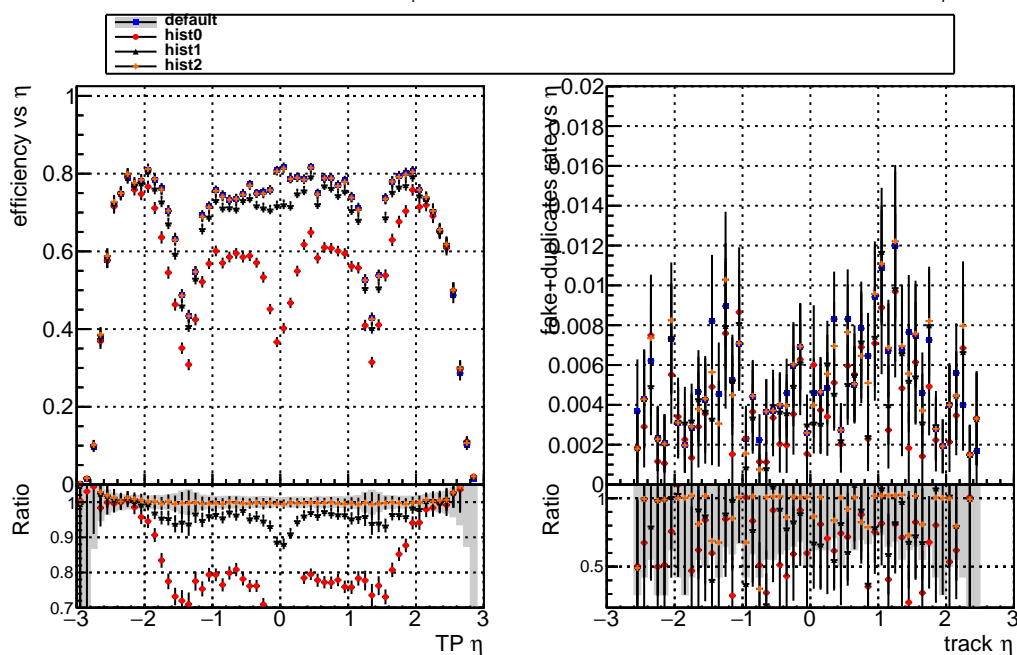 default
hist0
hist1
hist2
efficiency vs η
1
0.8
0.6
0.4
0.2
0
Ratio
1
0.9
0.8
0.7
−3 −2 −1 0 1 2 3
TP η
fake+duplicates rate vs η
0.02
0.018
0.016
0.014
0.012
0.01
0.008
0.006
0.004
0.002
0
Ratio
1
0.5
−3 −2 −1 0 1 2 3
track η